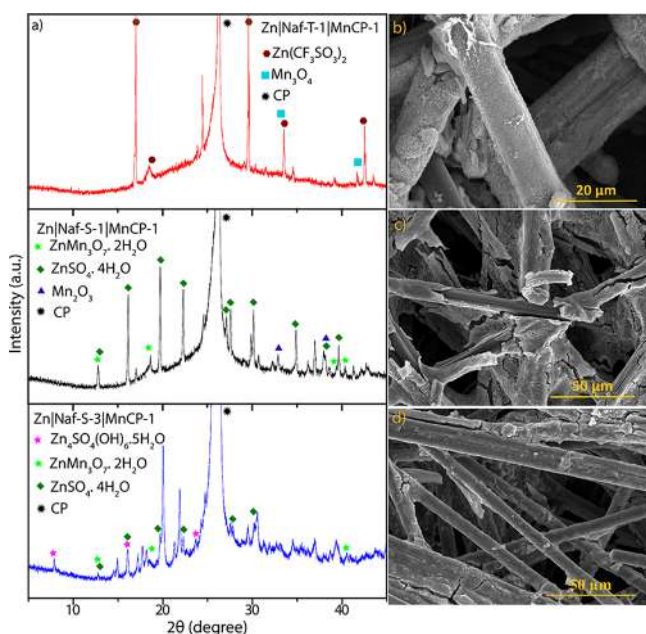 a)
Zn|Naf-T-1|MnCP-1
Zn(CF3SO3)2
Mn3O4
CP
b)
20 µm
Zn|Naf-S-1|MnCP-1
ZnMn3O7. 2H2O
ZnSO4. 4H2O
Mn2O3
CP
c)
50 µm
Zn|Naf-S-3|MnCP-1
Zn4SO4(OH)6.5H2O
ZnMn3O7. 2H2O
ZnSO4. 4H2O
CP
d)
50 µm
Intensity (a.u.)
10 20 30 40
2θ (degree)